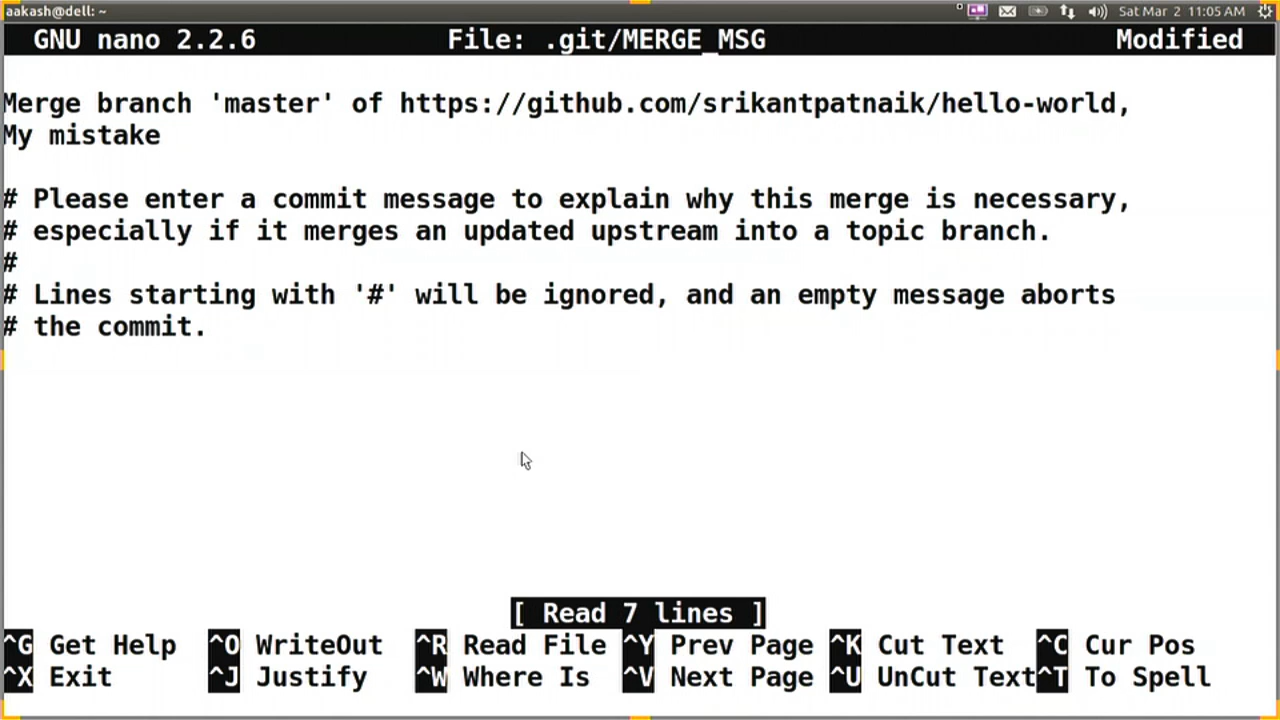 aakash@dell: ~
Sat Mar 2 11:05 AM
GNU nano 2.2.6 File: .git/MERGE_MSG Modified
Merge branch 'master' of https://github.com/srikantpatnaik/hello-world,
My mistake
# Please enter a commit message to explain why this merge is necessary,
# especially if it merges an updated upstream into a topic branch.
#
# Lines starting with '#' will be ignored, and an empty message aborts
# the commit.
[ Read 7 lines ]
^G Get Help ^O WriteOut ^R Read File ^Y Prev Page ^K Cut Text ^C Cur Pos
^X Exit ^J Justify ^W Where Is ^V Next Page ^U UnCut Text ^T To Spell